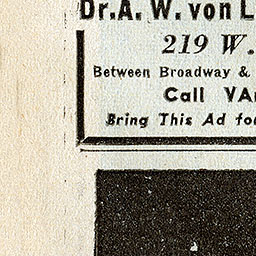 Dr. A. W. von L
219 W.
Between Broadway &
Call VA
Bring This Ad fo